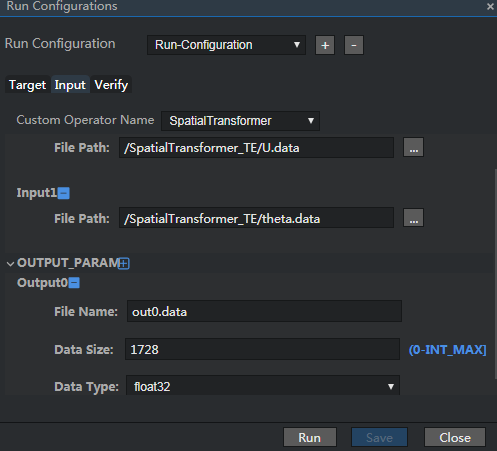 Run Configurations ×
Run Configuration Run-Configuration + -
Target Input Verify
Custom Operator Name SpatialTransformer
File Path: /SpatialTransformer_TE/U.data ...
Input1
File Path: /SpatialTransformer_TE/theta.data ...
OUTPUT_PARAM
Output0
File Name: out0.data
Data Size: 1728 (0-INT_MAX]
Data Type: float32
Run Save Close